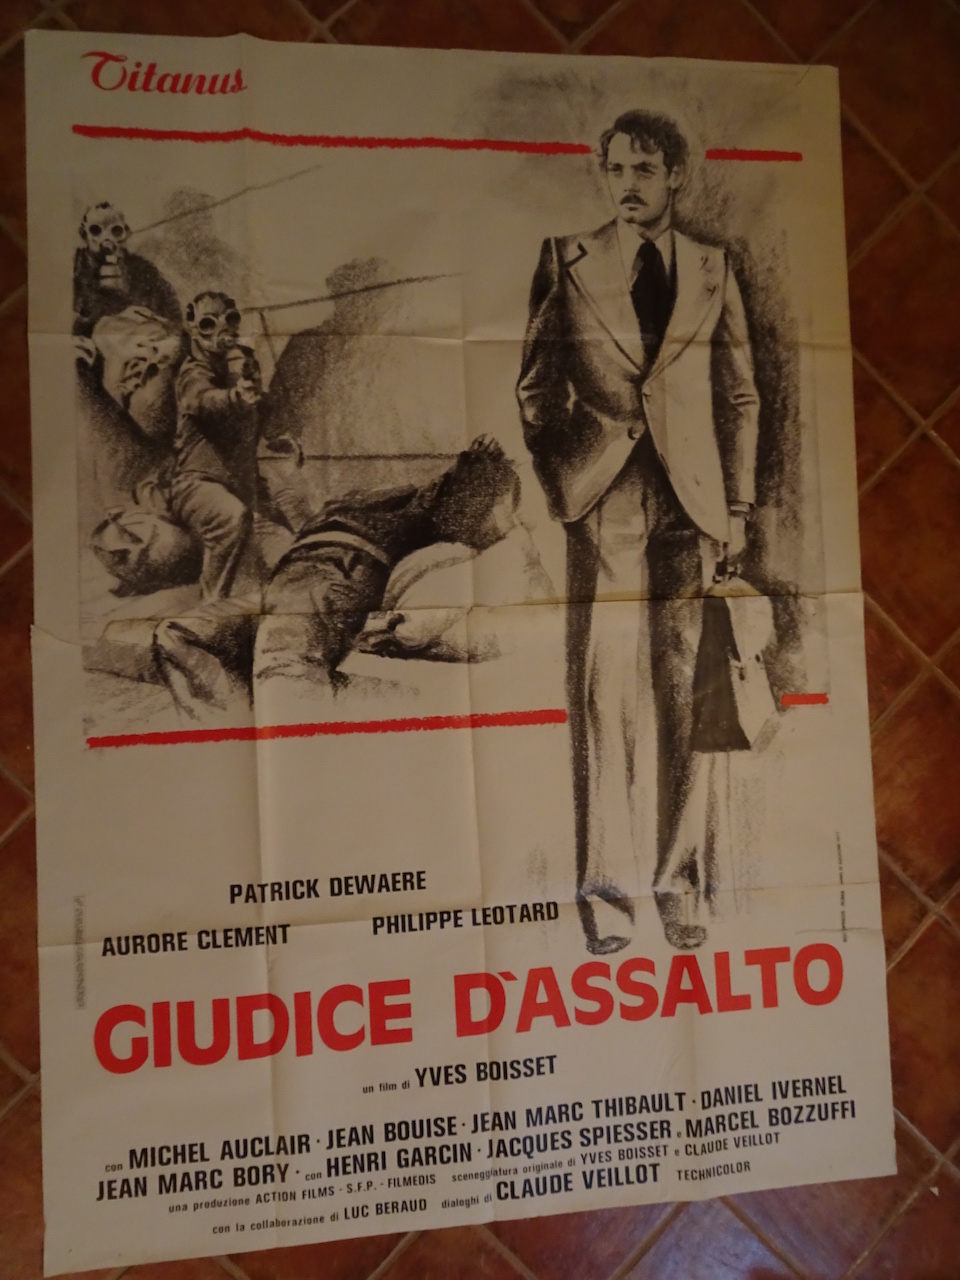 Titanus
PATRICK DEWAERE
AURORE CLEMENT PHILIPPE LEOTARD
GIUDICE D'ASSALTO
un film di YVES BOISSET
con MICHEL AUCLAIR · JEAN BOUISE · JEAN MARC THIBAULT · DANIEL IVERNEL
JEAN MARC BORY · con HENRI GARCIN · JACQUES SPIESSER e MARCEL BOZZUFFI
una produzione ACTION FILMS - S.F.P. - FILMEDIS sceneggiatura originale di YVES BOISSET e CLAUDE VEILLOT
con la collaborazione di LUC BERAUD dialoghi di CLAUDE VEILLOT TECHNICOLOR